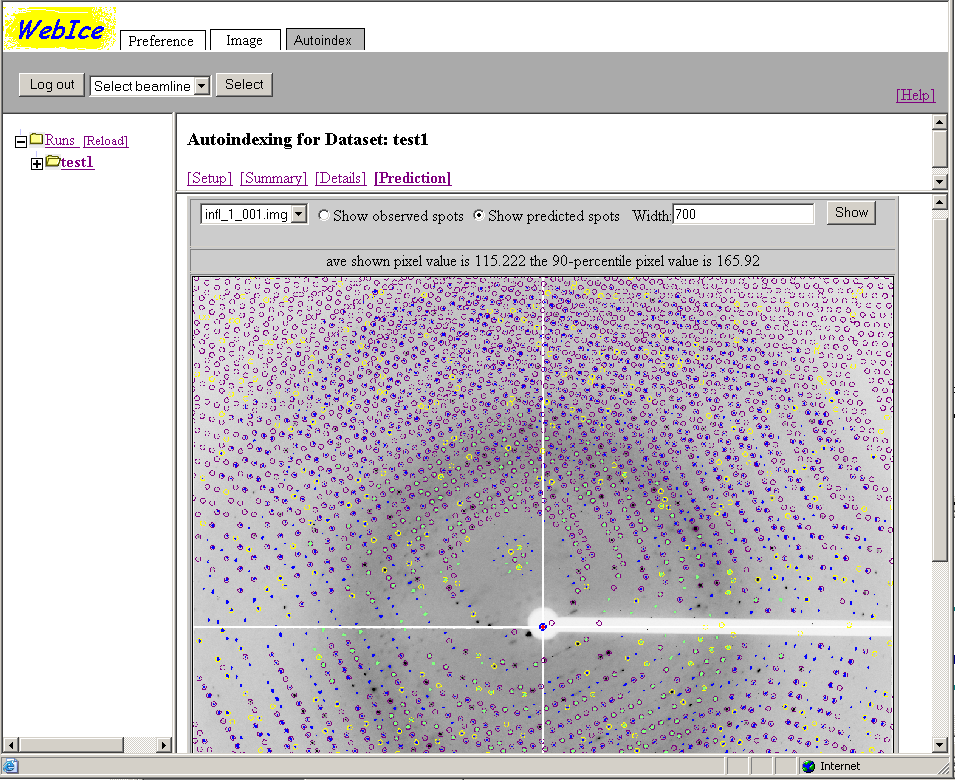 WebIce
Preference Image Autoindex
Log out Select beamline Select
[Help]
Runs [Reload]
test1
Autoindexing for Dataset: test1
[Setup] [Summary] [Details] [Prediction]
infl_1_001.img Show observed spots Show predicted spots Width: 700 Show
ave shown pixel value is 115.222 the 90-percentile pixel value is 165.92
Internet